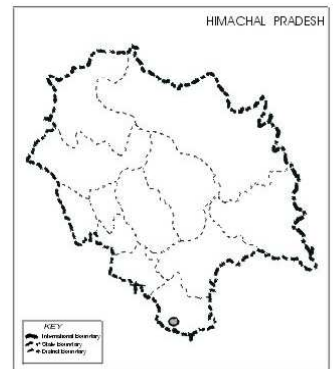 HIMACHAL PRADESH
KEY
International boundary
State boundary
District boundary